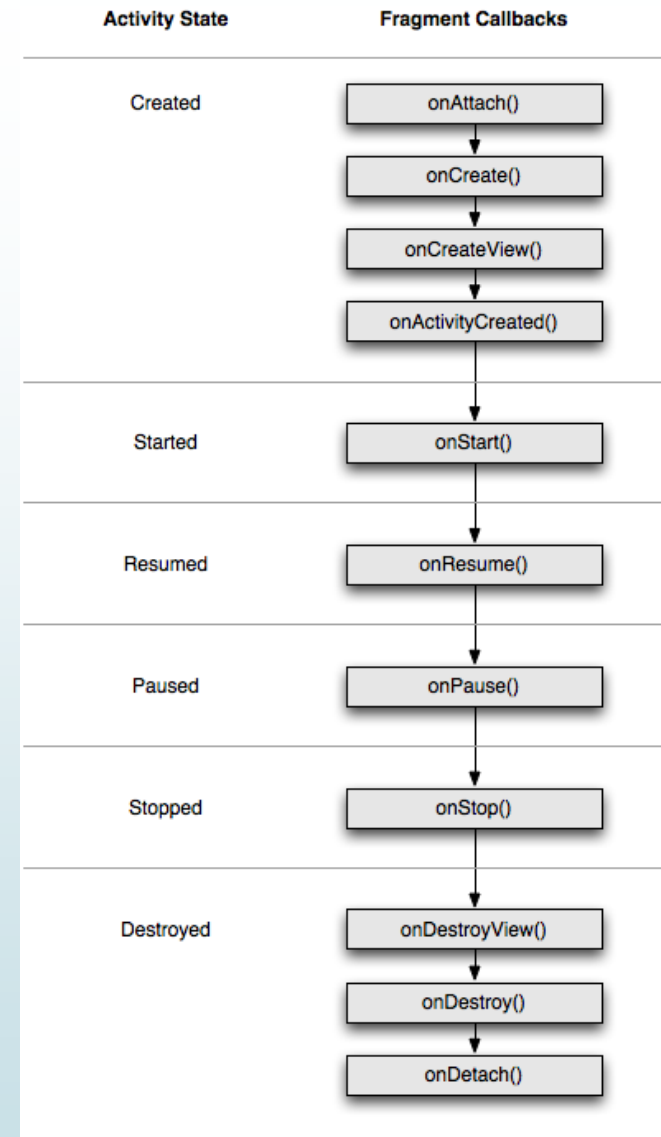 Activity State Fragment Callbacks
Created onAttach()
onCreate()
onCreateView()
onActivityCreated()
Started onStart()
Resumed onResume()
Paused onPause()
Stopped onStop()
Destroyed onDestroyView()
onDestroy()
onDetach()